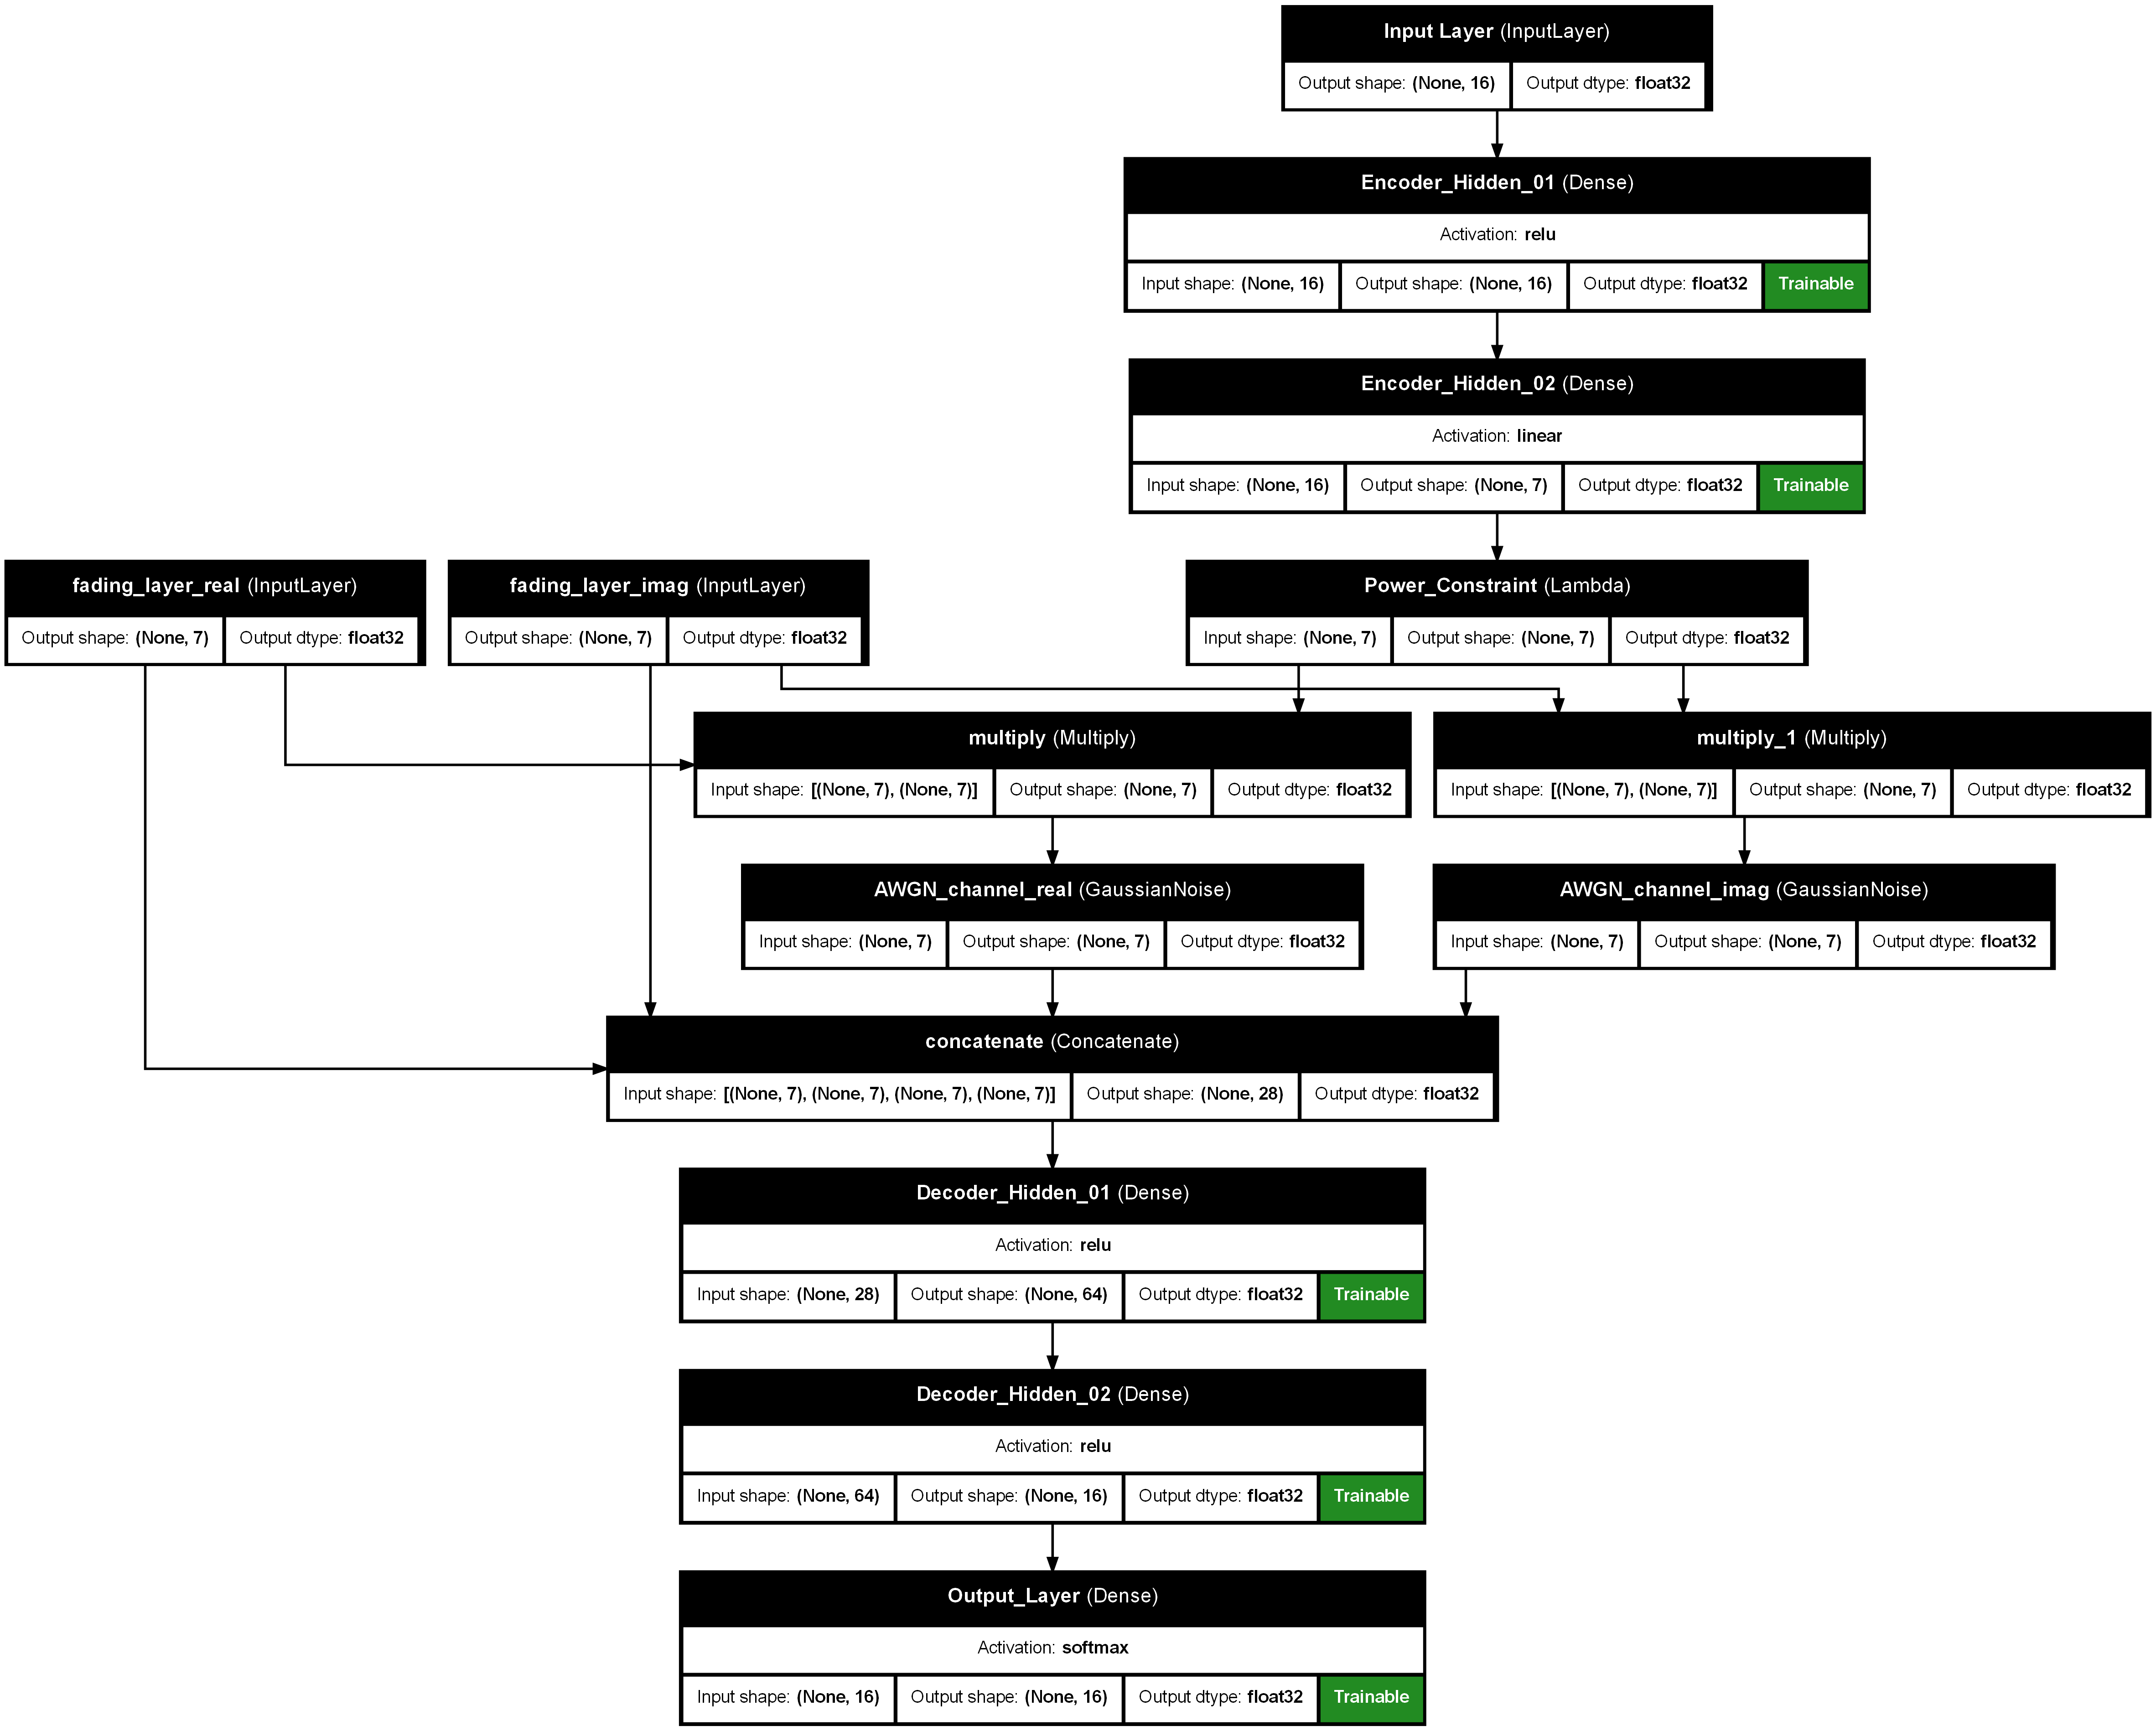 Input Layer (InputLayer)
Output shape: (None, 16) Output dtype: float32
Encoder_Hidden_01 (Dense)
Activation: relu
Input shape: (None, 16) Output shape: (None, 16) Output dtype: float32 Trainable
Encoder_Hidden_02 (Dense)
Activation: linear
Input shape: (None, 16) Output shape: (None, 7) Output dtype: float32 Trainable
fading_layer_real (InputLayer) fading_layer_imag (InputLayer) Power_Constraint (Lambda)
Output shape: (None, 7) Output dtype: float32 Output shape: (None, 7) Output dtype: float32 Input shape: (None, 7) Output shape: (None, 7) Output dtype: float32
multiply (Multiply) multiply_1 (Multiply)
Input shape: [(None, 7), (None, 7)] Output shape: (None, 7) Output dtype: float32 Input shape: [(None, 7), (None, 7)] Output shape: (None, 7) Output dtype: float32
AWGN_channel_real (GaussianNoise) AWGN_channel_imag (GaussianNoise)
Input shape: (None, 7) Output shape: (None, 7) Output dtype: float32 Input shape: (None, 7) Output shape: (None, 7) Output dtype: float32
concatenate (Concatenate)
Input shape: [(None, 7), (None, 7), (None, 7), (None, 7)] Output shape: (None, 28) Output dtype: float32
Decoder_Hidden_01 (Dense)
Activation: relu
Input shape: (None, 28) Output shape: (None, 64) Output dtype: float32 Trainable
Decoder_Hidden_02 (Dense)
Activation: relu
Input shape: (None, 64) Output shape: (None, 16) Output dtype: float32 Trainable
Output_Layer (Dense)
Activation: softmax
Input shape: (None, 16) Output shape: (None, 16) Output dtype: float32 Trainable